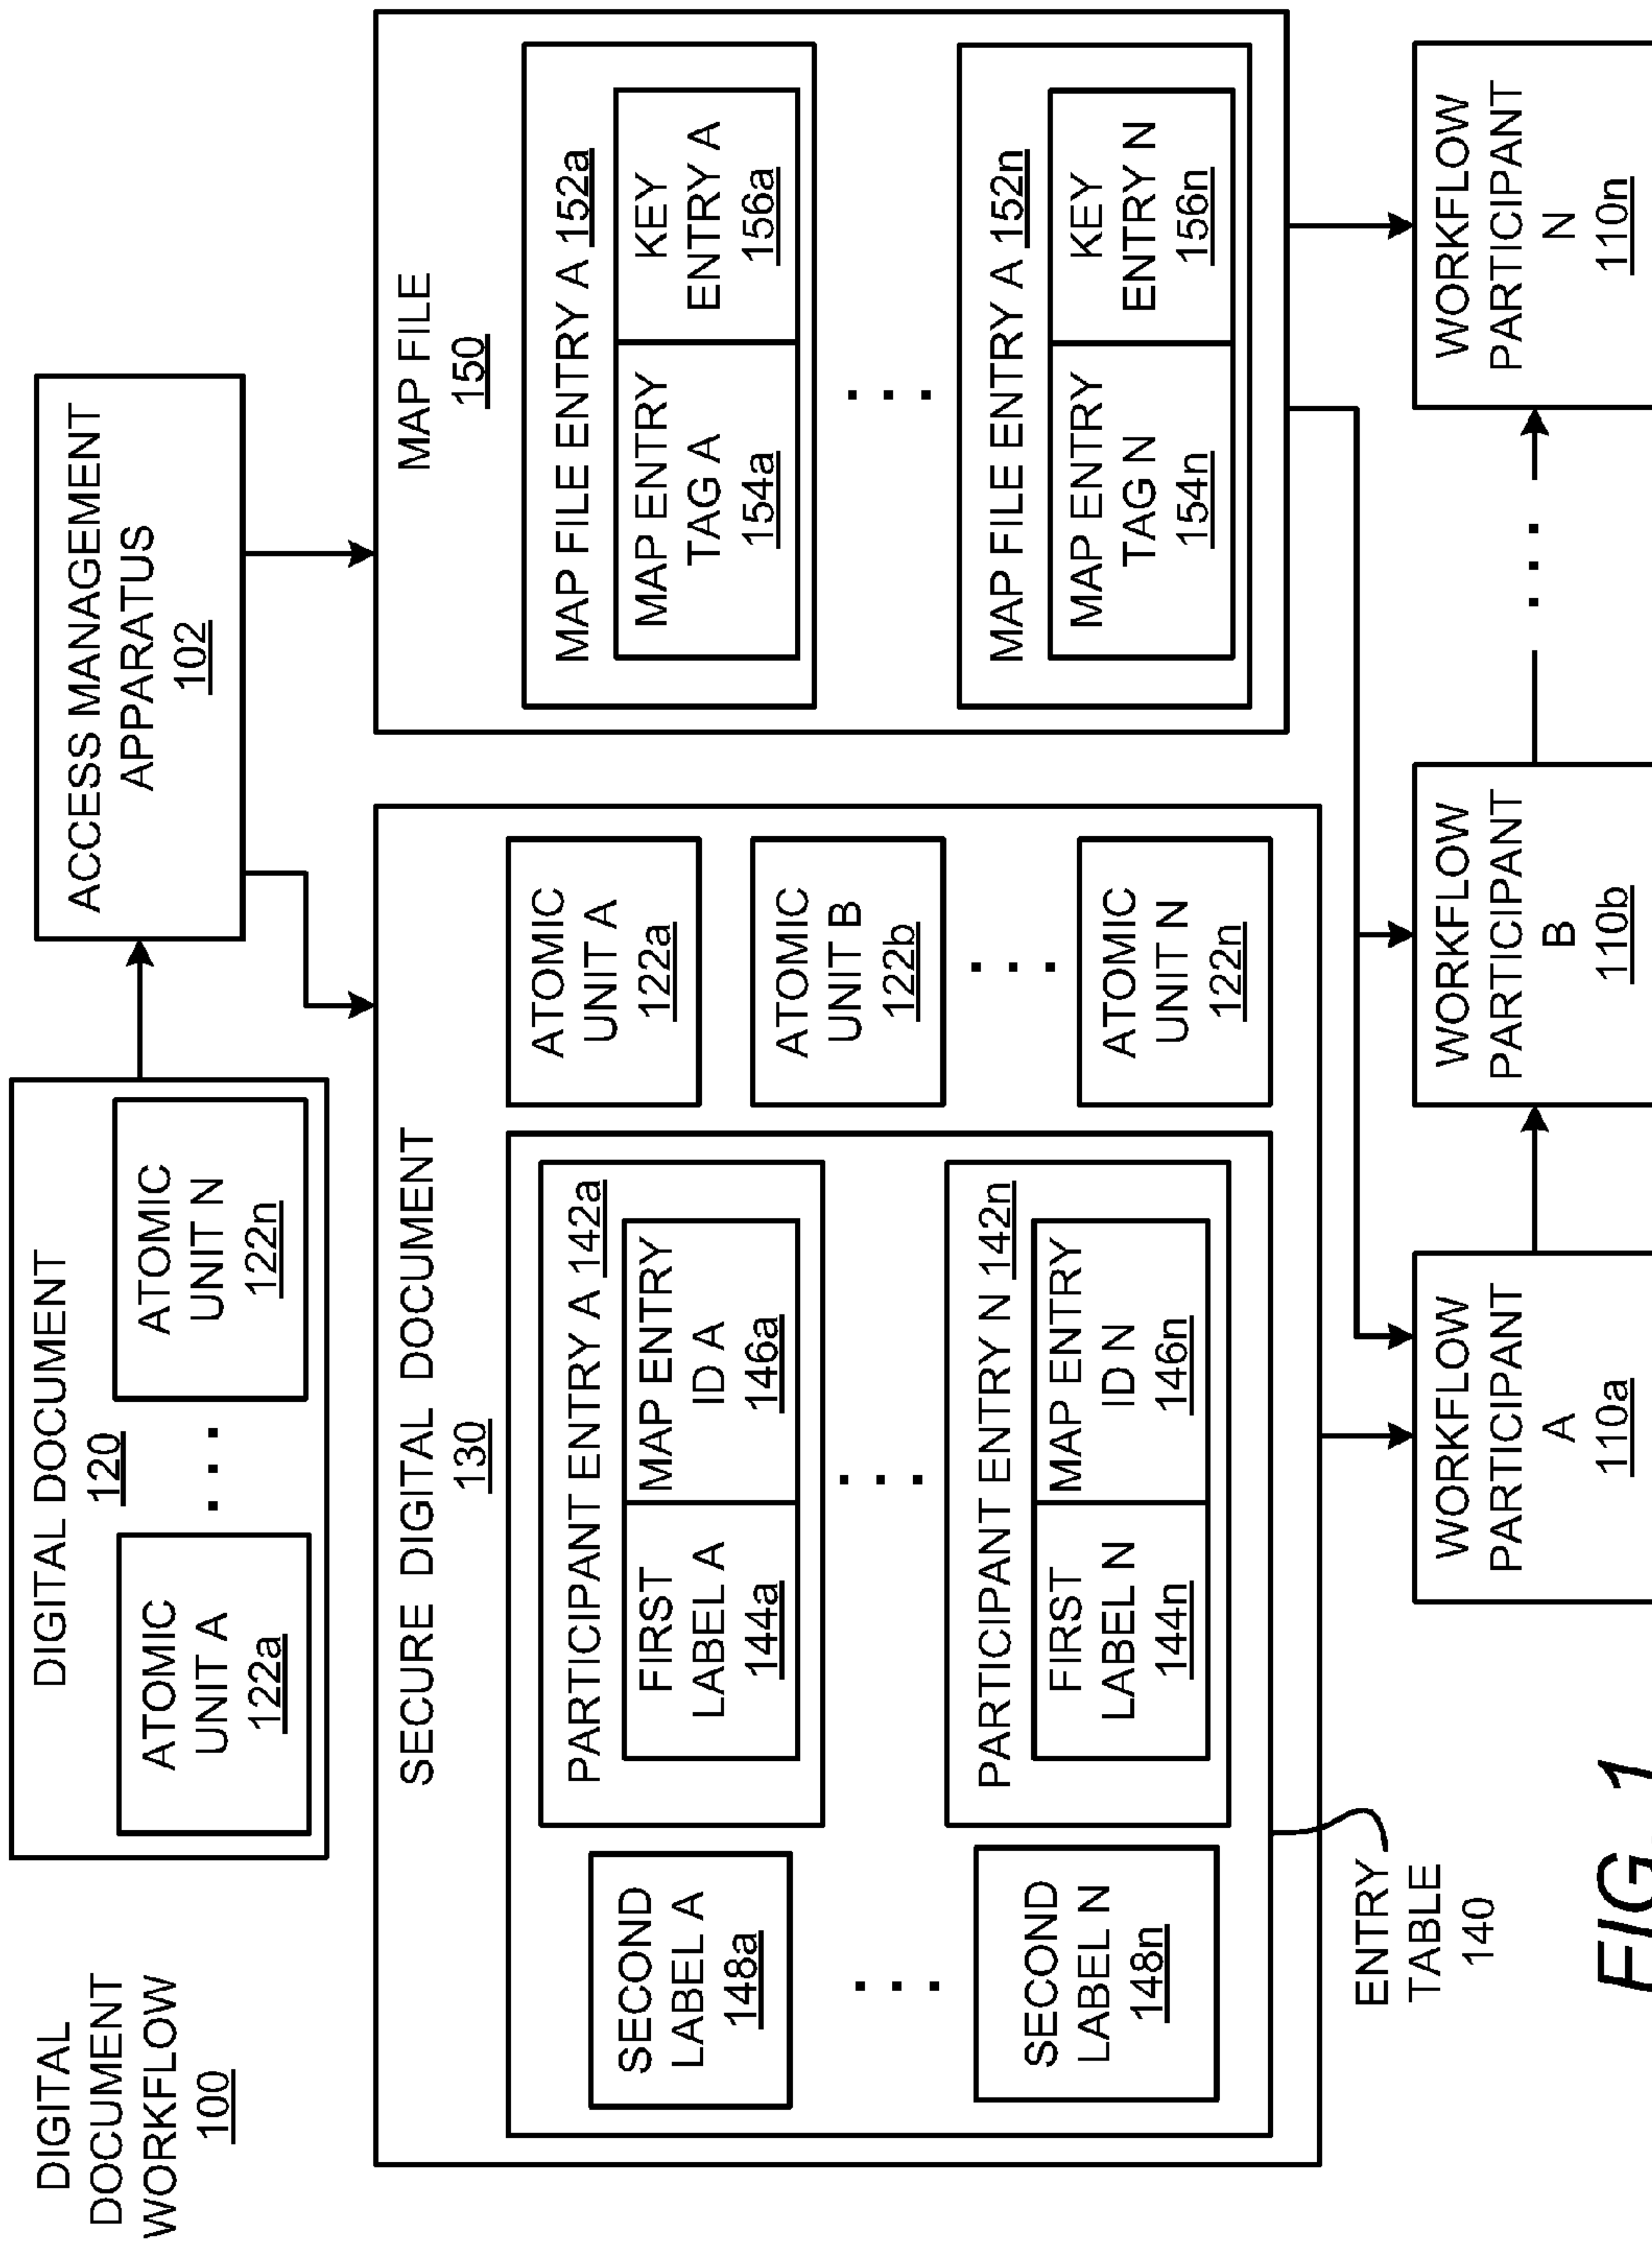 DIGITAL
DOCUMENT
WORKFLOW
100
DIGITAL DOCUMENT
120
ATOMIC
UNIT A
122a
. . .
ATOMIC
UNIT N
122n
ACCESS MANAGEMENT
APPARATUS
102
SECURE DIGITAL DOCUMENT
130
SECOND
LABEL A
148a
. . .
SECOND
LABEL N
148n
PARTICIPANT ENTRY A 142a
FIRST
LABEL A
144a
MAP ENTRY
ID A
146a
. . .
PARTICIPANT ENTRY N 142n
FIRST
LABEL N
144n
MAP ENTRY
ID N
146n
ATOMIC
UNIT A
122a
ATOMIC
UNIT B
122b
. . .
ATOMIC
UNIT N
122n
ENTRY
TABLE
140
MAP FILE
150
MAP FILE ENTRY A 152a
MAP ENTRY
TAG A
154a
KEY
ENTRY A
156a
. . .
MAP FILE ENTRY A 152n
MAP ENTRY
TAG N
154n
KEY
ENTRY N
156n
WORKFLOW
PARTICIPANT
A
110a
WORKFLOW
PARTICIPANT
B
110b
. . .
WORKFLOW
PARTICIPANT
N
110n
FIG. 1